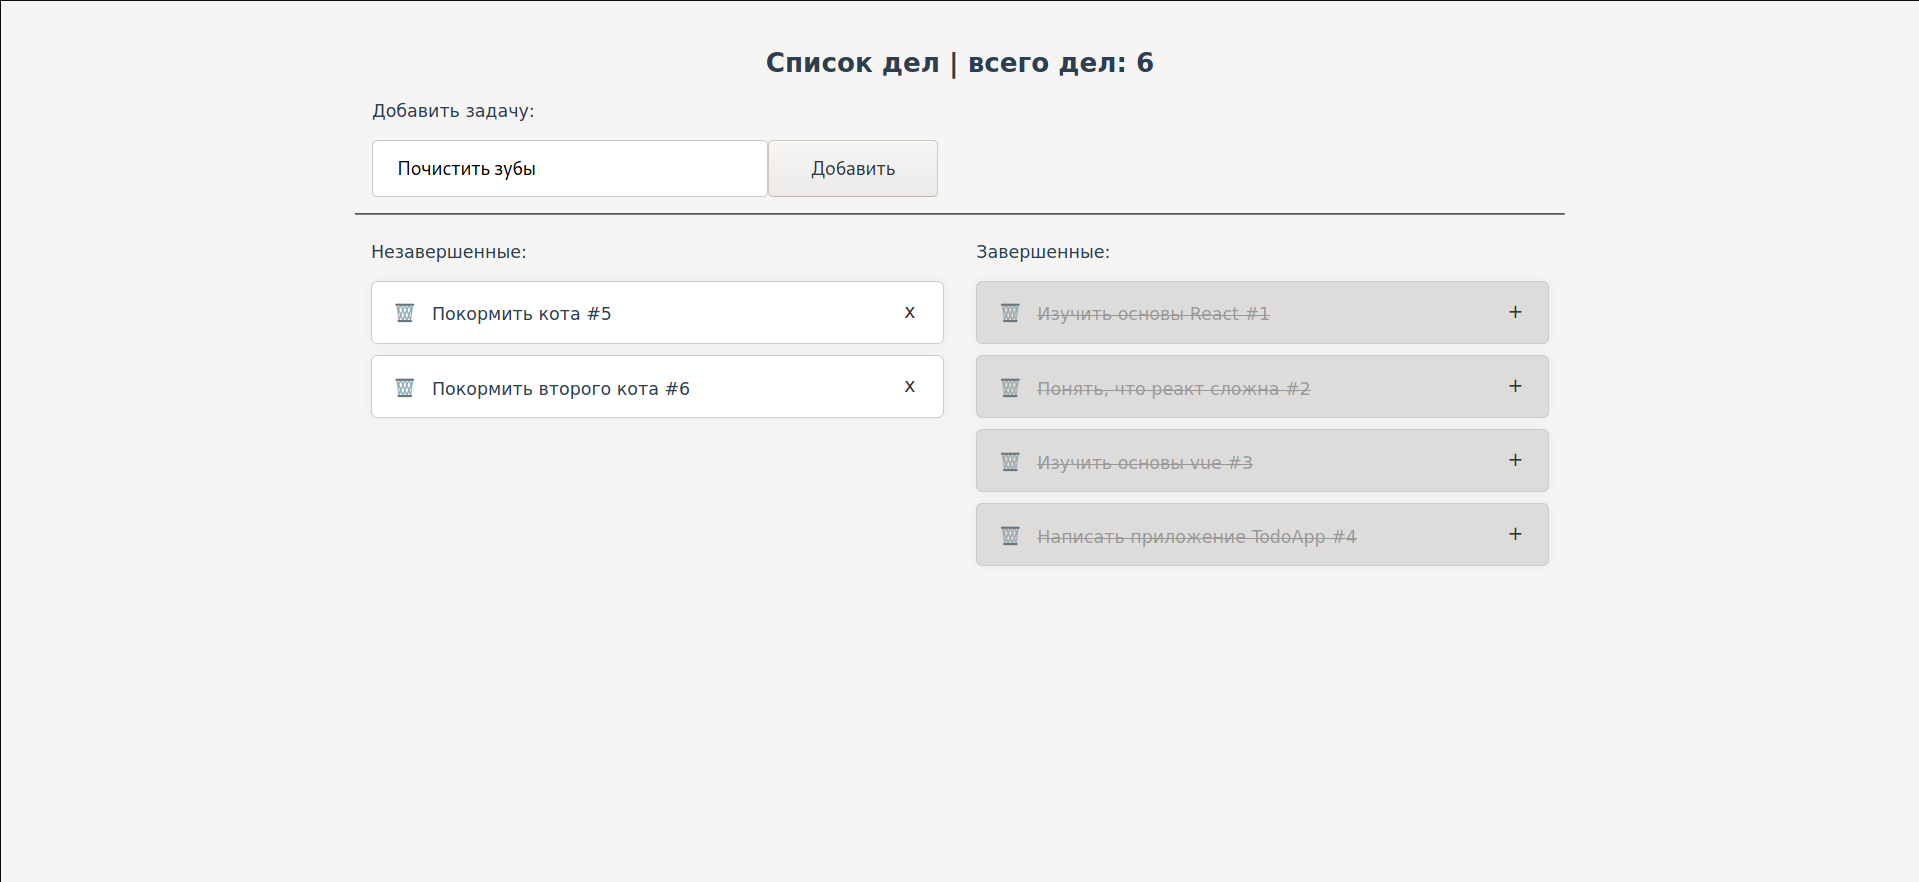 Список дел | всего дел: 6
Добавить задачу:
Почистить зубы
Добавить
Незавершенные:
Покормить кота #5 x
Покормить второго кота #6 x
Завершенные:
Изучить основы React #1 +
Понять, что реакт сложна #2 +
Изучить основы vue #3 +
Написать приложение TodoApp #4 +